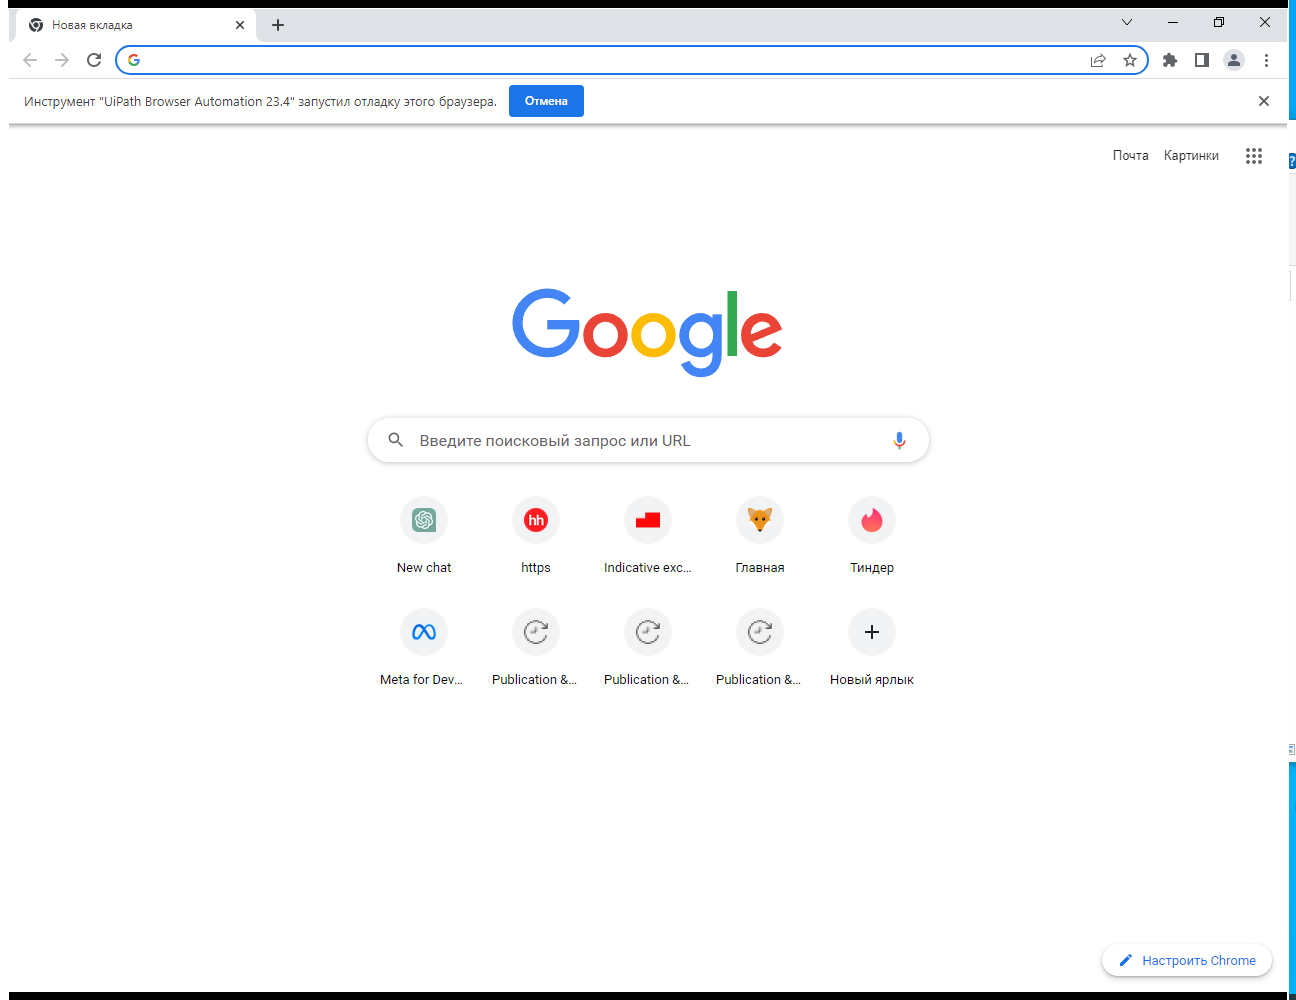 Новая вкладка
Инструмент "UiPath Browser Automation 23.4" запустил отладку этого браузера.
Отмена
Почта
Картинки
Google
Введите поисковый запрос или URL
hh
New chat
https
Indicative exc...
Главная
Тиндер
Meta for Dev...
Publication &...
Publication &...
Publication &...
Новый ярлык
Настроить Chrome